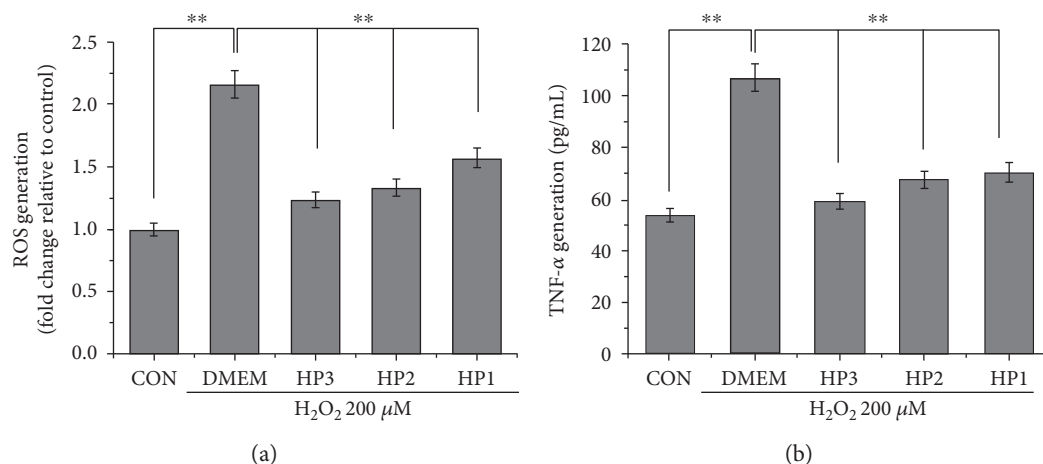 ** **
2.5
2.0
1.5
1.0
0.5
0.0
ROS generation
(fold change relative to control)
CON DMEM HP3 HP2 HP1
H₂O₂ 200 μM
(a)
** **
120
100
80
60
40
20
0
TNF-α generation (pg/mL)
CON DMEM HP3 HP2 HP1
H₂O₂ 200 μM
(b)